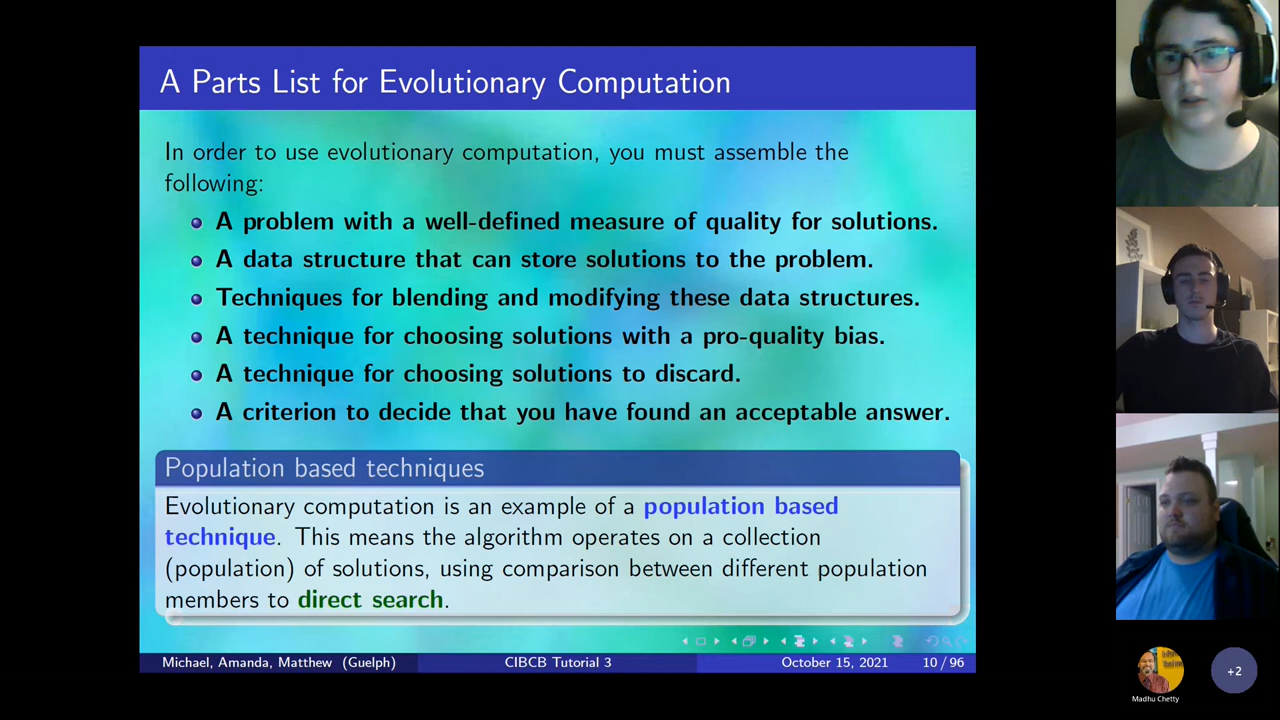 A Parts List for Evolutionary Computation
In order to use evolutionary computation, you must assemble the
following:
A problem with a well-defined measure of quality for solutions.
A data structure that can store solutions to the problem.
Techniques for blending and modifying these data structures.
A technique for choosing solutions with a pro-quality bias.
A technique for choosing solutions to discard.
A criterion to decide that you have found an acceptable answer.
Population based techniques
Evolutionary computation is an example of a population based
technique. This means the algorithm operates on a collection
(population) of solutions, using comparison between different population
members to direct search.
Michael, Amanda, Matthew (Guelph) CIBCB Tutorial 3 October 15, 2021 10 / 96
Madhu Chetty
+2